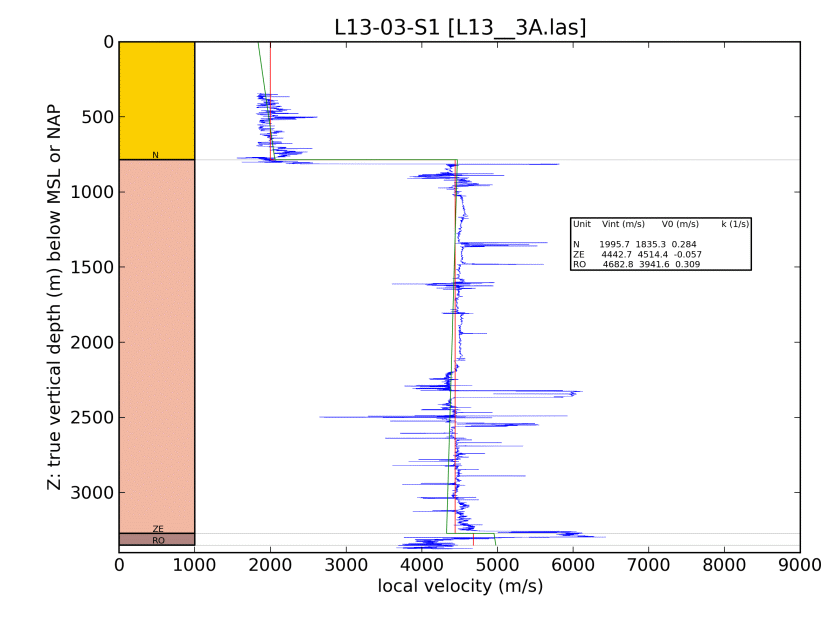 L13-03-S1 [L13__3A.las]
Z: true vertical depth (m) below MSL or NAP
0
500
1000
1500
2000
2500
3000
N
ZE
RO
Unit Vint (m/s) V0 (m/s) k (1/s)
N 1995.7 1835.3 0.284
ZE 4442.7 4514.4 -0.057
RO 4682.8 3941.6 0.309
0 1000 2000 3000 4000 5000 6000 7000 8000 9000
local velocity (m/s)